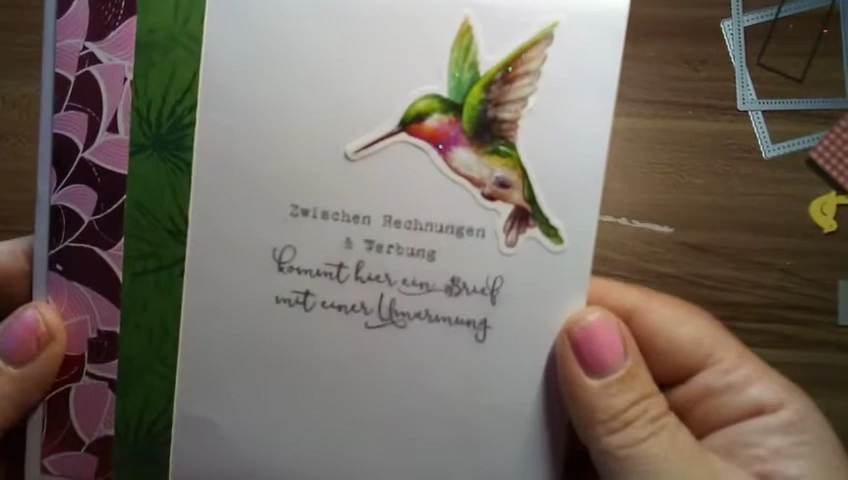 Zwischen Rechnungen
& Werbung
kommt hier ein Brief
mit einer Umarmung